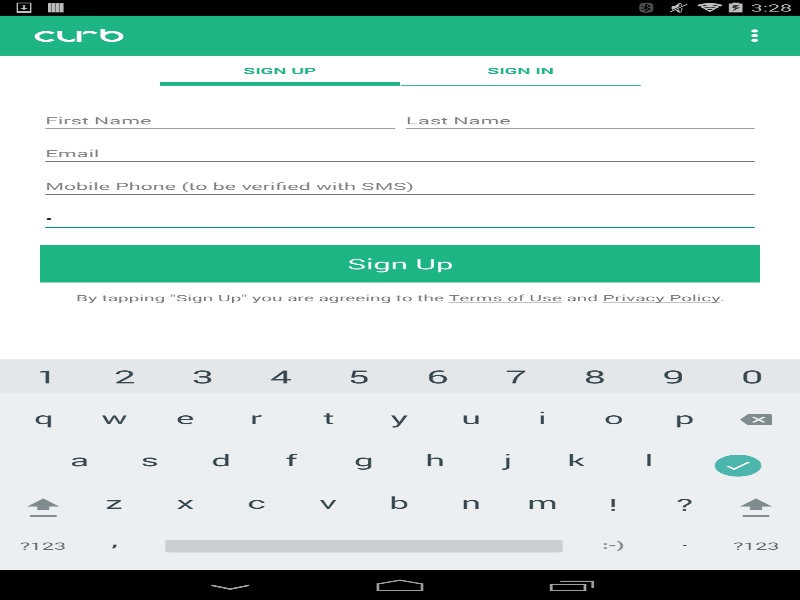 3:28
curb
SIGN UP SIGN IN
First Name Last Name
Email
Mobile Phone (to be verified with SMS)
Sign Up
By tapping "Sign Up" you are agreeing to the Terms of Use and Privacy Policy.
1 2 3 4 5 6 7 8 9 0
q w e r t y u i o p
a s d f g h j k l
z x c v b n m ! ?
?123 , :-) . ?123